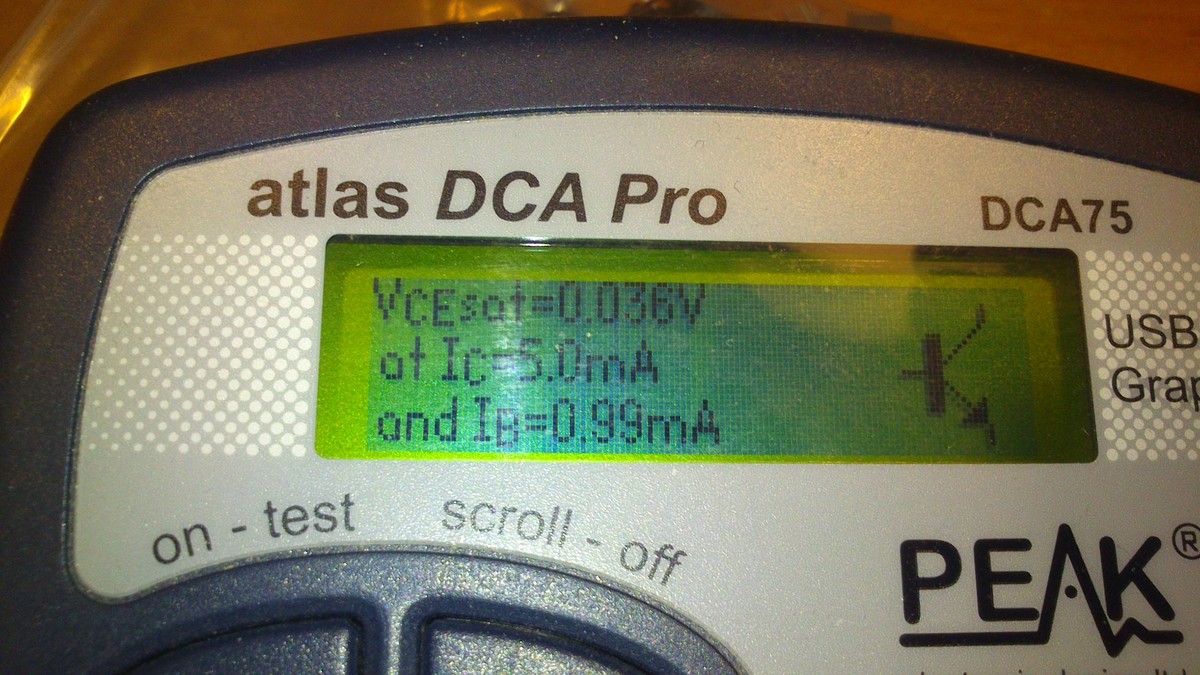 atlas DCA Pro
DCA75
VCEsat=0.036V
at IC=5.0mA
and IB=0.99mA
USB
on - test
scroll - off
PEAK®